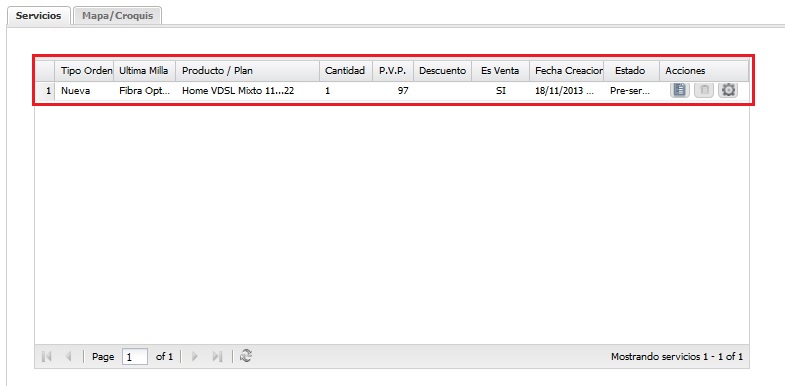 Servicios Mapa/Croquis
Tipo Orden Ultima Milla Producto / Plan Cantidad P.V.P. Descuento Es Venta Fecha Creacior Estado Acciones
1 Nueva Fibra Opt... Home VDSL Mixto 11...22 1 97 SI 18/11/2013 ... Pre-ser...
Page 1 of 1 Mostrando servicios 1 - 1 of 1